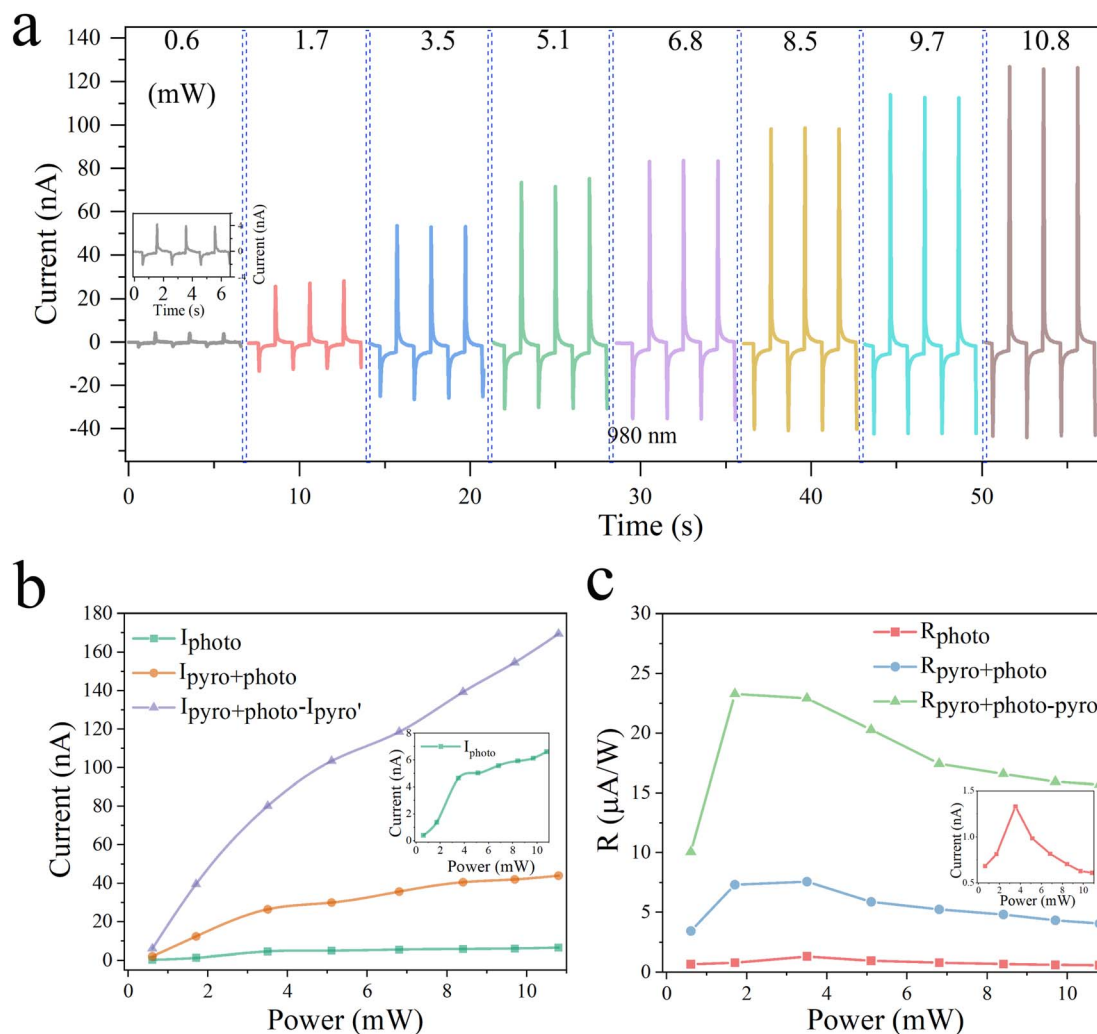 a
0.6 1.7 3.5 5.1 6.8 8.5 9.7 10.8
(mW)
140
120
100
80
60
40
20
0
-20
-40
Current (nA)
4
0
-4
Current (nA)
0 2 4 6
Time (s)
980 nm
0 10 20 30 40 50
Time (s)
b
180
160
140
120
100
80
60
40
20
0
Current (nA)
Iphoto
Ipyro+photo
Ipyro+photo-Ipyro'
8
6
4
2
0
Current (nA)
Iphoto
0 2 4 6 8 10
Power (mW)
0 2 4 6 8 10
Power (mW)
c
30
25
20
15
10
5
0
R (μA/W)
Rphoto
Rpyro+photo
Rpyro+photo-pyro
1.5
1.0
0.5
Current (nA)
0 2 4 6 8 10
Power (mW)
0 2 4 6 8 10
Power (mW)